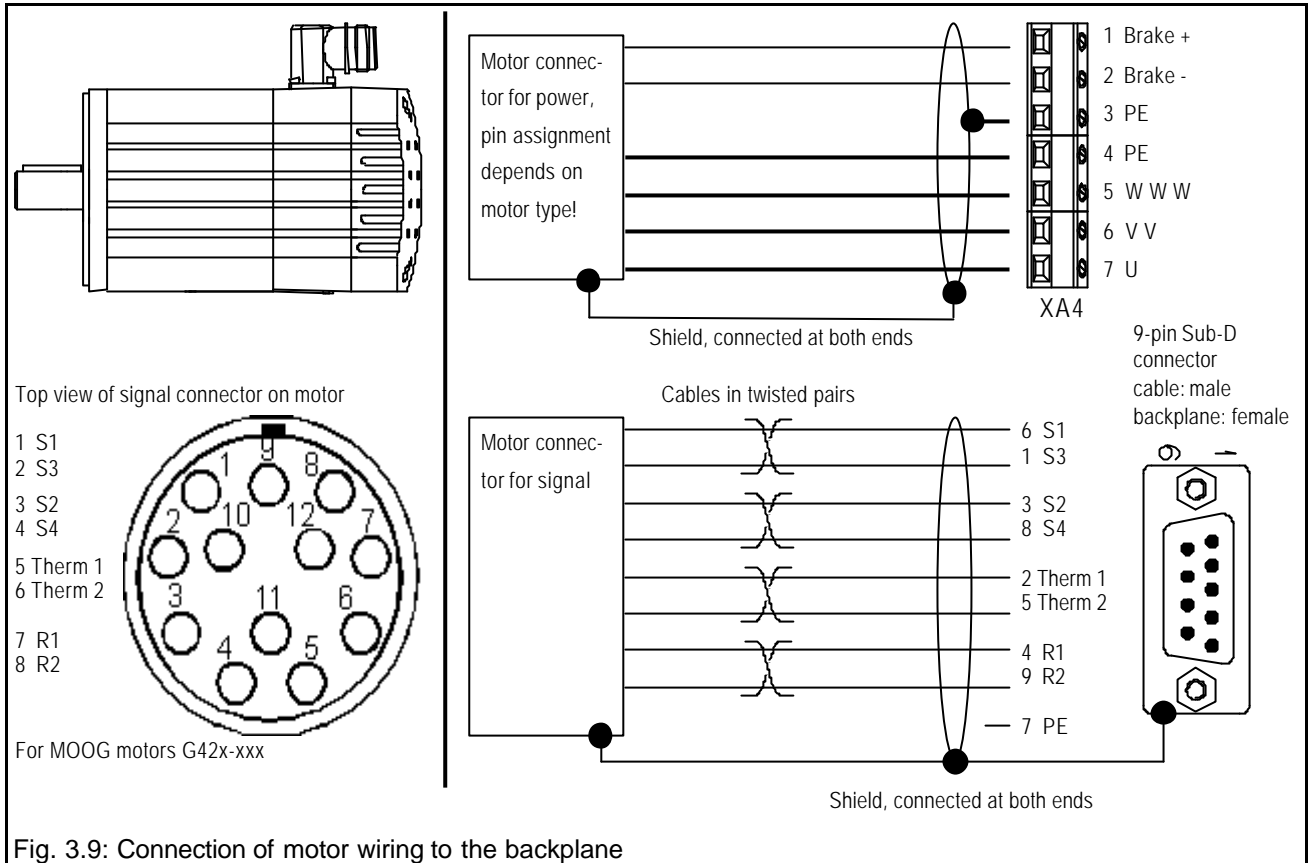 Motor connec-
tor for power,
pin assignment
depends on
motor type!
1 Brake +
2 Brake -
3 PE
4 PE
5 W W W
6 V V
7 U
XA4
Shield, connected at both ends
Top view of signal connector on motor
1 S1
2 S3
3 S2
4 S4
5 Therm 1
6 Therm 2
7 R1
8 R2
1
9
8
2
10
12
7
3
11
6
4
5
For MOOG motors G42x-xxx
Cables in twisted pairs
Motor connec-
tor for signal
6 S1
1 S3
3 S2
8 S4
2 Therm 1
5 Therm 2
4 R1
9 R2
7 PE
9-pin Sub-D
connector
cable: male
backplane: female
6
1
Shield, connected at both ends
Fig. 3.9: Connection of motor wiring to the backplane